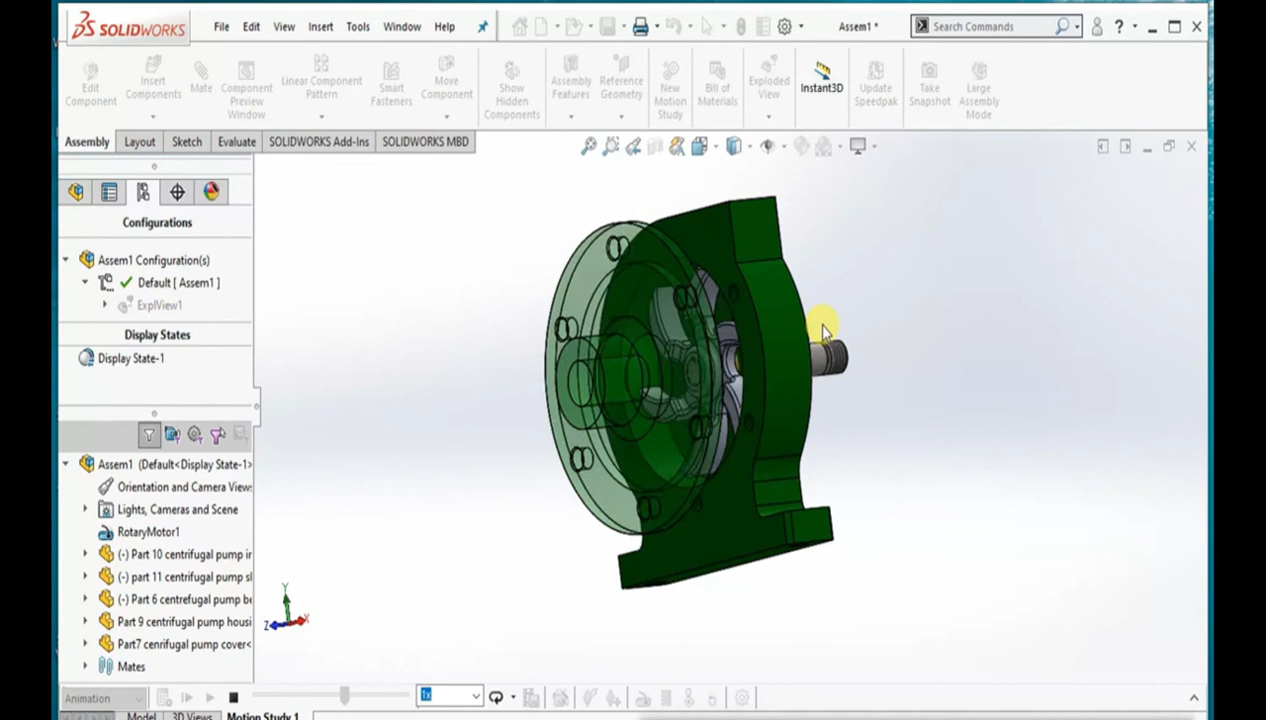 SOLIDWORKS File Edit View Insert Tools Window Help Assem1 * Search Commands ?
Edit Component
Insert Components
Mate
Component Preview Window
Linear Component Pattern
Smart Fasteners
Move Component
Show Hidden Components
Assembly Features
Reference Geometry
New Motion Study
Bill of Materials
Exploded View
Instant3D
Update Speedpak
Take Snapshot
Large Assembly Mode
Assembly Layout Sketch Evaluate SOLIDWORKS Add-Ins SOLIDWORKS MBD
Configurations
Assem1 Configuration(s)
Default [ Assem1 ]
ExplView1
Display States
Display State-1
Assem1 (Default<Display State-1>
Orientation and Camera View
Lights, Cameras and Scene
RotaryMotor1
(-) Part 10 centrifugal pump ir
(-) part 11 centrifugal pump sl
(-) Part 6 centrefugal pump be
Part 9 centrifugal pump housi
Part7 cenrifugal pump cover<
Mates
Y
Z X
Animation 1x
Model 3D Views Motion Study 1